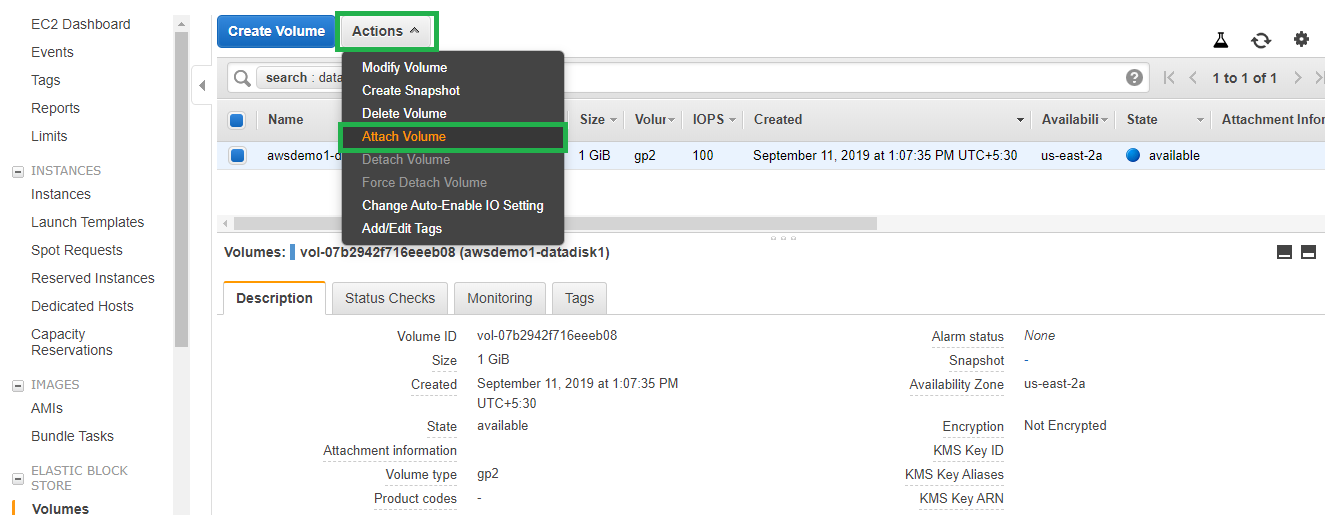 EC2 Dashboard
Events
Tags
Reports
Limits
INSTANCES
Instances
Launch Templates
Spot Requests
Reserved Instances
Dedicated Hosts
Capacity
Reservations
IMAGES
AMIs
Bundle Tasks
ELASTIC BLOCK
STORE
Volumes
Create Volume Actions
Modify Volume
Create Snapshot
Delete Volume
Attach Volume
Detach Volume
Force Detach Volume
Change Auto-Enable IO Setting
Add/Edit Tags
search : data 1 to 1 of 1
Name Size Volur IOPS Created Availabili State Attachment Infor
awsdemo1-d 1 GiB gp2 100 September 11, 2019 at 1:07:35 PM UTC+5:30 us-east-2a available
Volumes: vol-07b2942f716eeeb08 (awsdemo1-datadisk1)
Description Status Checks Monitoring Tags
Volume ID vol-07b2942f716eeeb08
Size 1 GiB
Created September 11, 2019 at 1:07:35 PM
UTC+5:30
State available
Attachment information
Volume type gp2
Product codes -
Alarm status None
Snapshot -
Availability Zone us-east-2a
Encryption Not Encrypted
KMS Key ID
KMS Key Aliases
KMS Key ARN